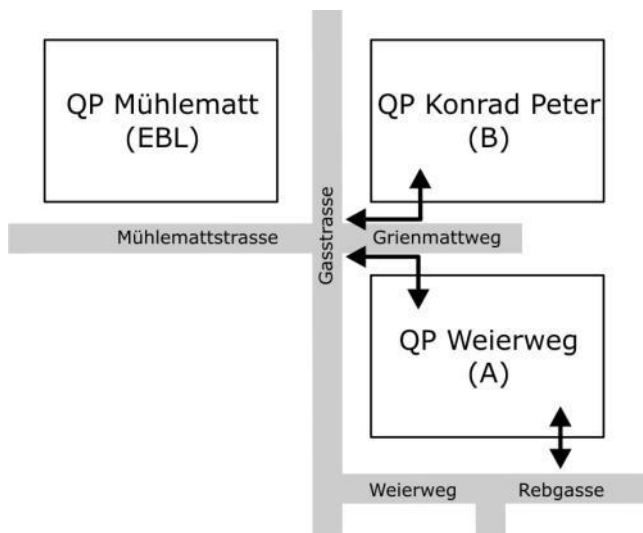 QP Mühlematt
(EBL)
QP Konrad Peter
(B)
Mühlemattstrasse
Gasstrasse
Grienmattweg
QP Weierweg
(A)
Weierweg
Rebgasse